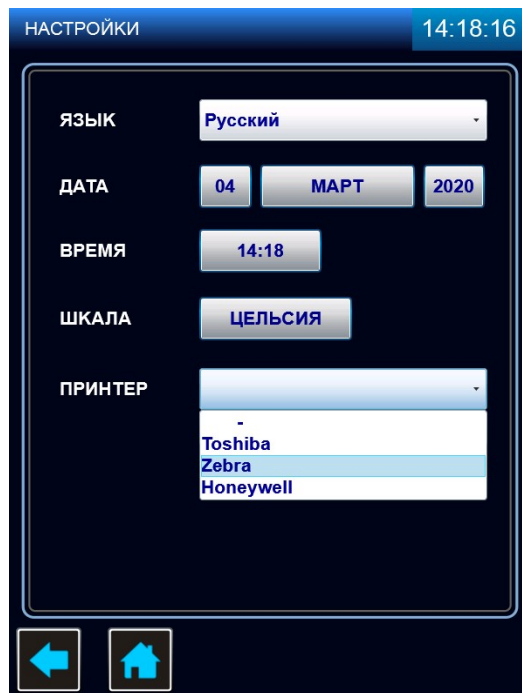 НАСТРОЙКИ 14:18:16
ЯЗЫК Русский
ДАТА 04 МАРТ 2020
ВРЕМЯ 14:18
ШКАЛА ЦЕЛЬСИЯ
ПРИНТЕР
-
Toshiba
Zebra
Honeywell